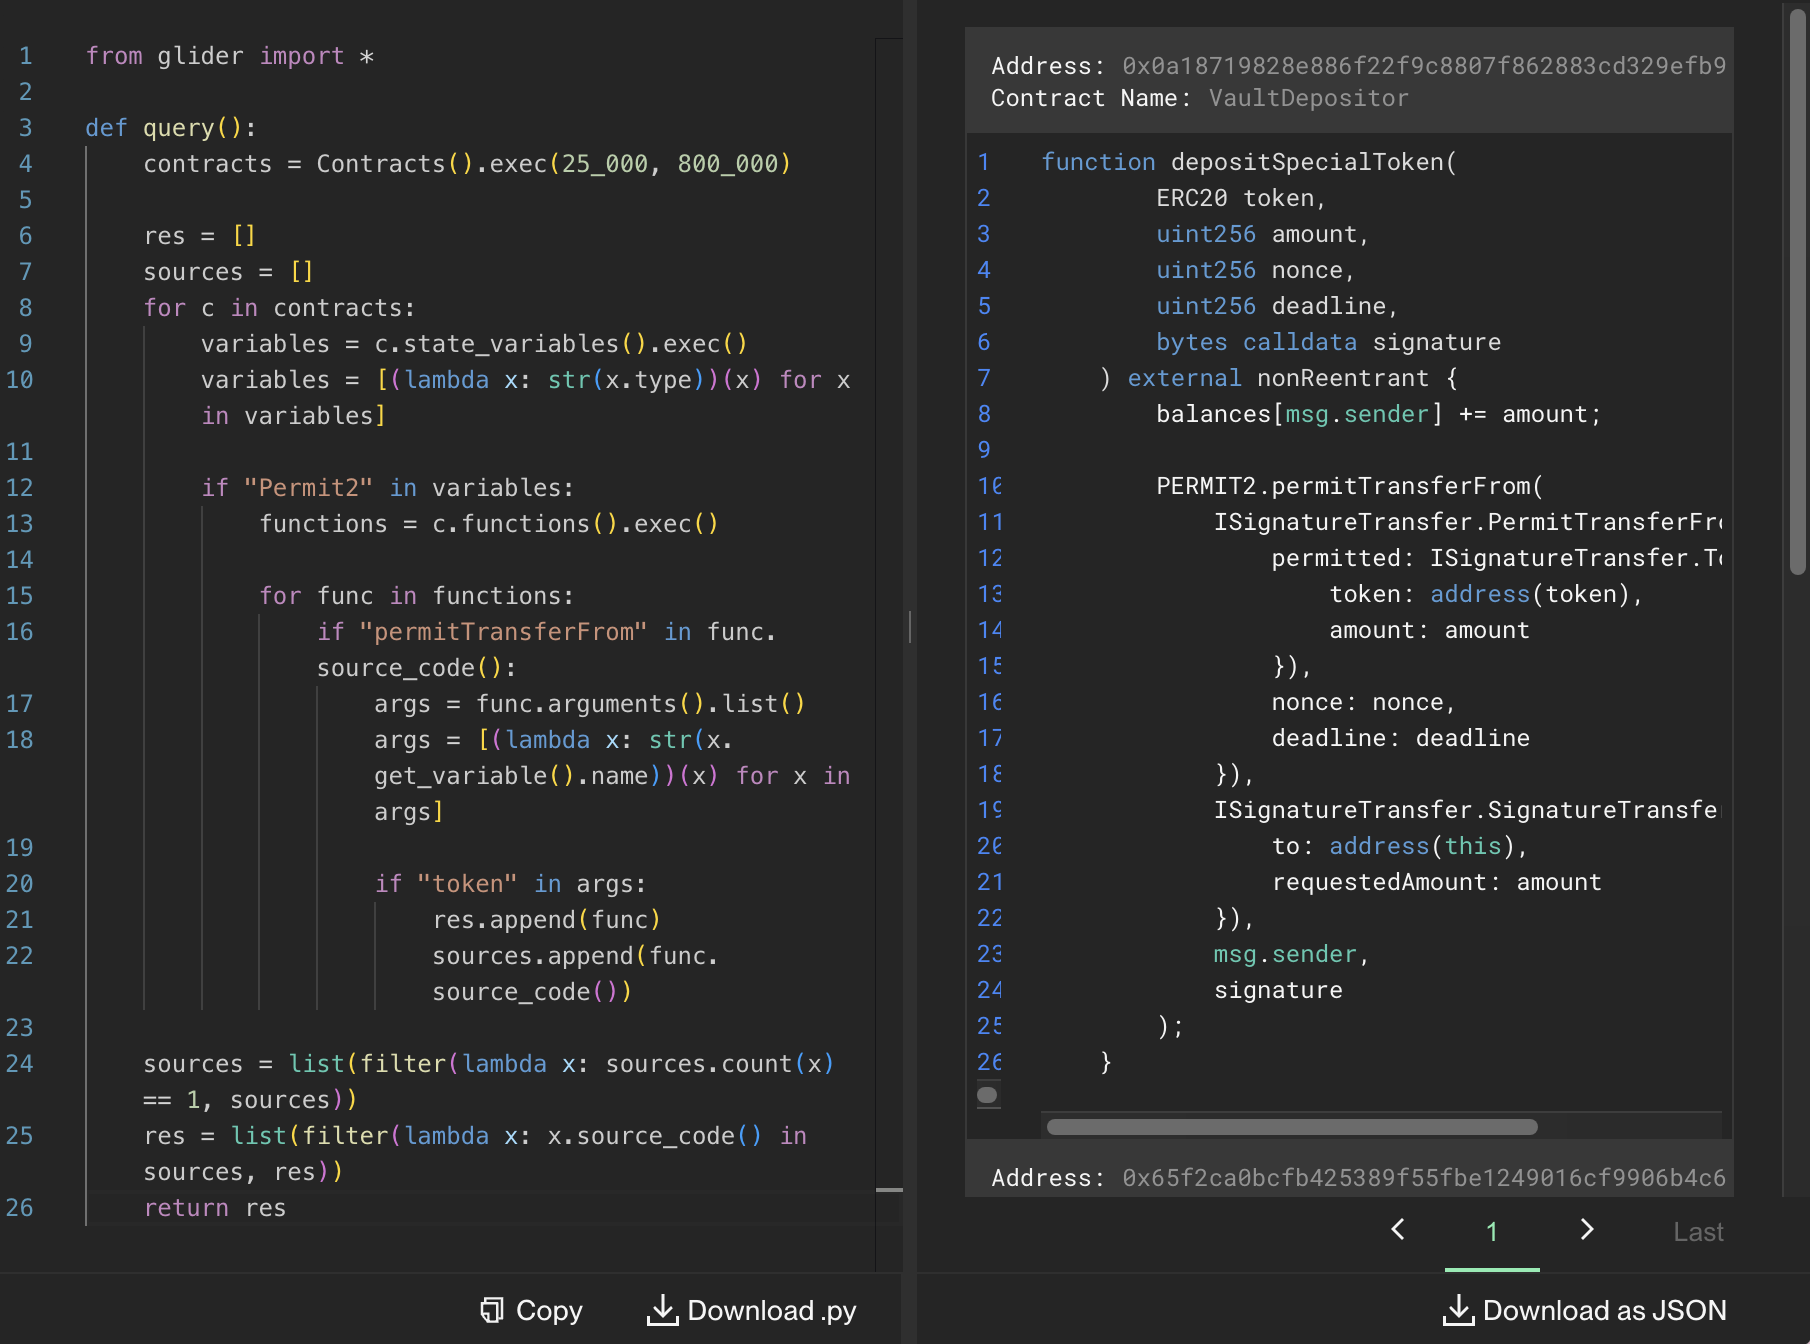 1 from glider import *
2
3 def query():
4 contracts = Contracts().exec(25_000, 800_000)
5
6 res = []
7 sources = []
8 for c in contracts:
9 variables = c.state_variables().exec()
10 variables = [(lambda x: str(x.type))(x) for x
in variables]
11
12 if "Permit2" in variables:
13 functions = c.functions().exec()
14
15 for func in functions:
16 if "permitTransferFrom" in func.
source_code():
17 args = func.arguments().list()
18 args = [(lambda x: str(x.
get_variable().name))(x) for x in
args]
19
20 if "token" in args:
21 res.append(func)
22 sources.append(func.
source_code())
23
24 sources = list(filter(lambda x: sources.count(x)
== 1, sources))
25 res = list(filter(lambda x: x.source_code() in
sources, res))
26 return res
Copy
Download .py
Address: 0x0a18719828e886f22f9c8807f862883cd329efb9
Contract Name: VaultDepositor
1 function depositSpecialToken(
2 ERC20 token,
3 uint256 amount,
4 uint256 nonce,
5 uint256 deadline,
6 bytes calldata signature
7 ) external nonReentrant {
8 balances[msg.sender] += amount;
9
10 PERMIT2.permitTransferFrom(
11 ISignatureTransfer.PermitTransferFro
12 permitted: ISignatureTransfer.To
13 token: address(token),
14 amount: amount
15 }),
16 nonce: nonce,
17 deadline: deadline
18 }),
19 ISignatureTransfer.SignatureTransfer
20 to: address(this),
21 requestedAmount: amount
22 }),
23 msg.sender,
24 signature
25 );
26 }
Address: 0x65f2ca0bcfb425389f55fbe1249016cf9906b4c6
1
Last
Download as JSON